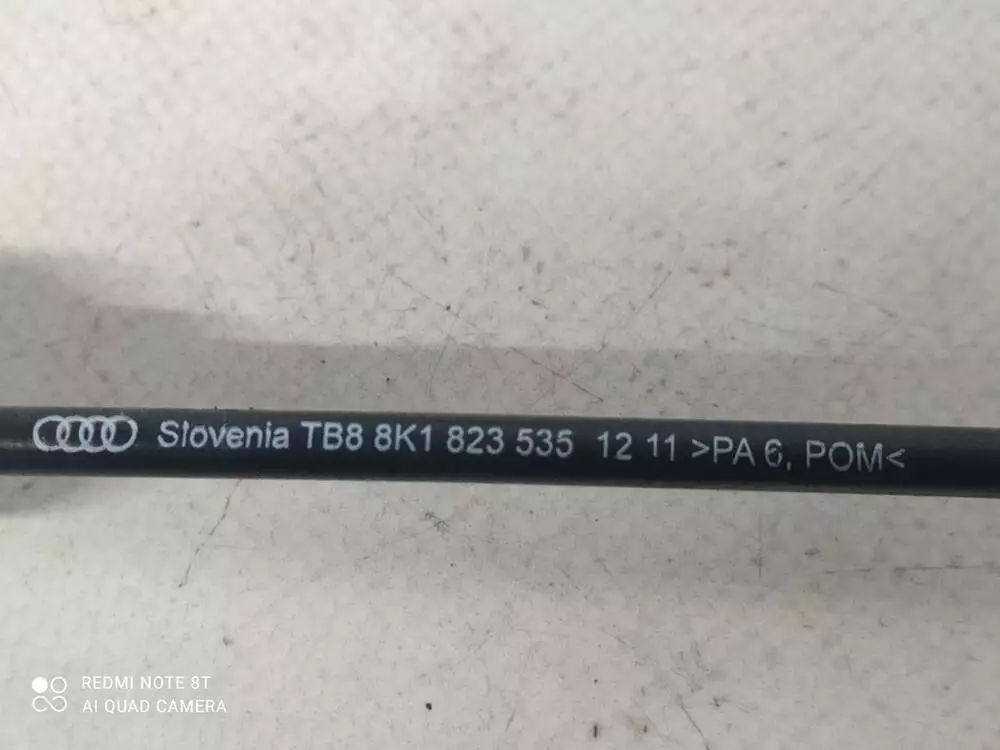 Slovenia TB8 8K1 823 535 12 11 >PA 6, POM<
REDMI NOTE 8T
AI QUAD CAMERA